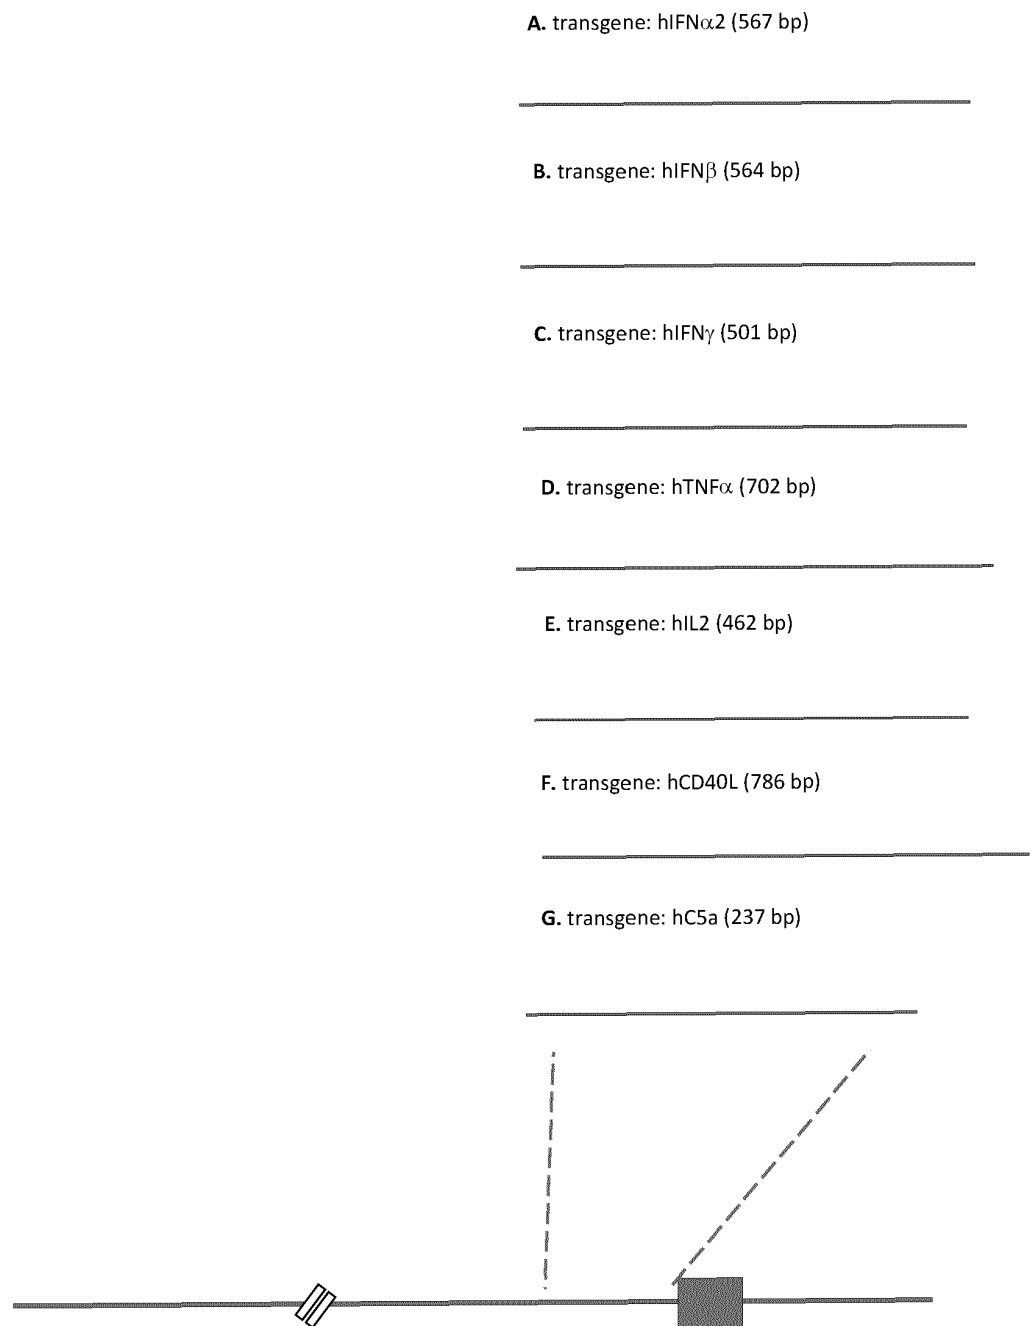 A. transgene: hIFNα2 (567 bp)
B. transgene: hIFNβ (564 bp)
C. transgene: hIFNγ (501 bp)
D. transgene: hTNFα (702 bp)
E. transgene: hIL2 (462 bp)
F. transgene: hCD40L (786 bp)
G. transgene: hC5a (237 bp)